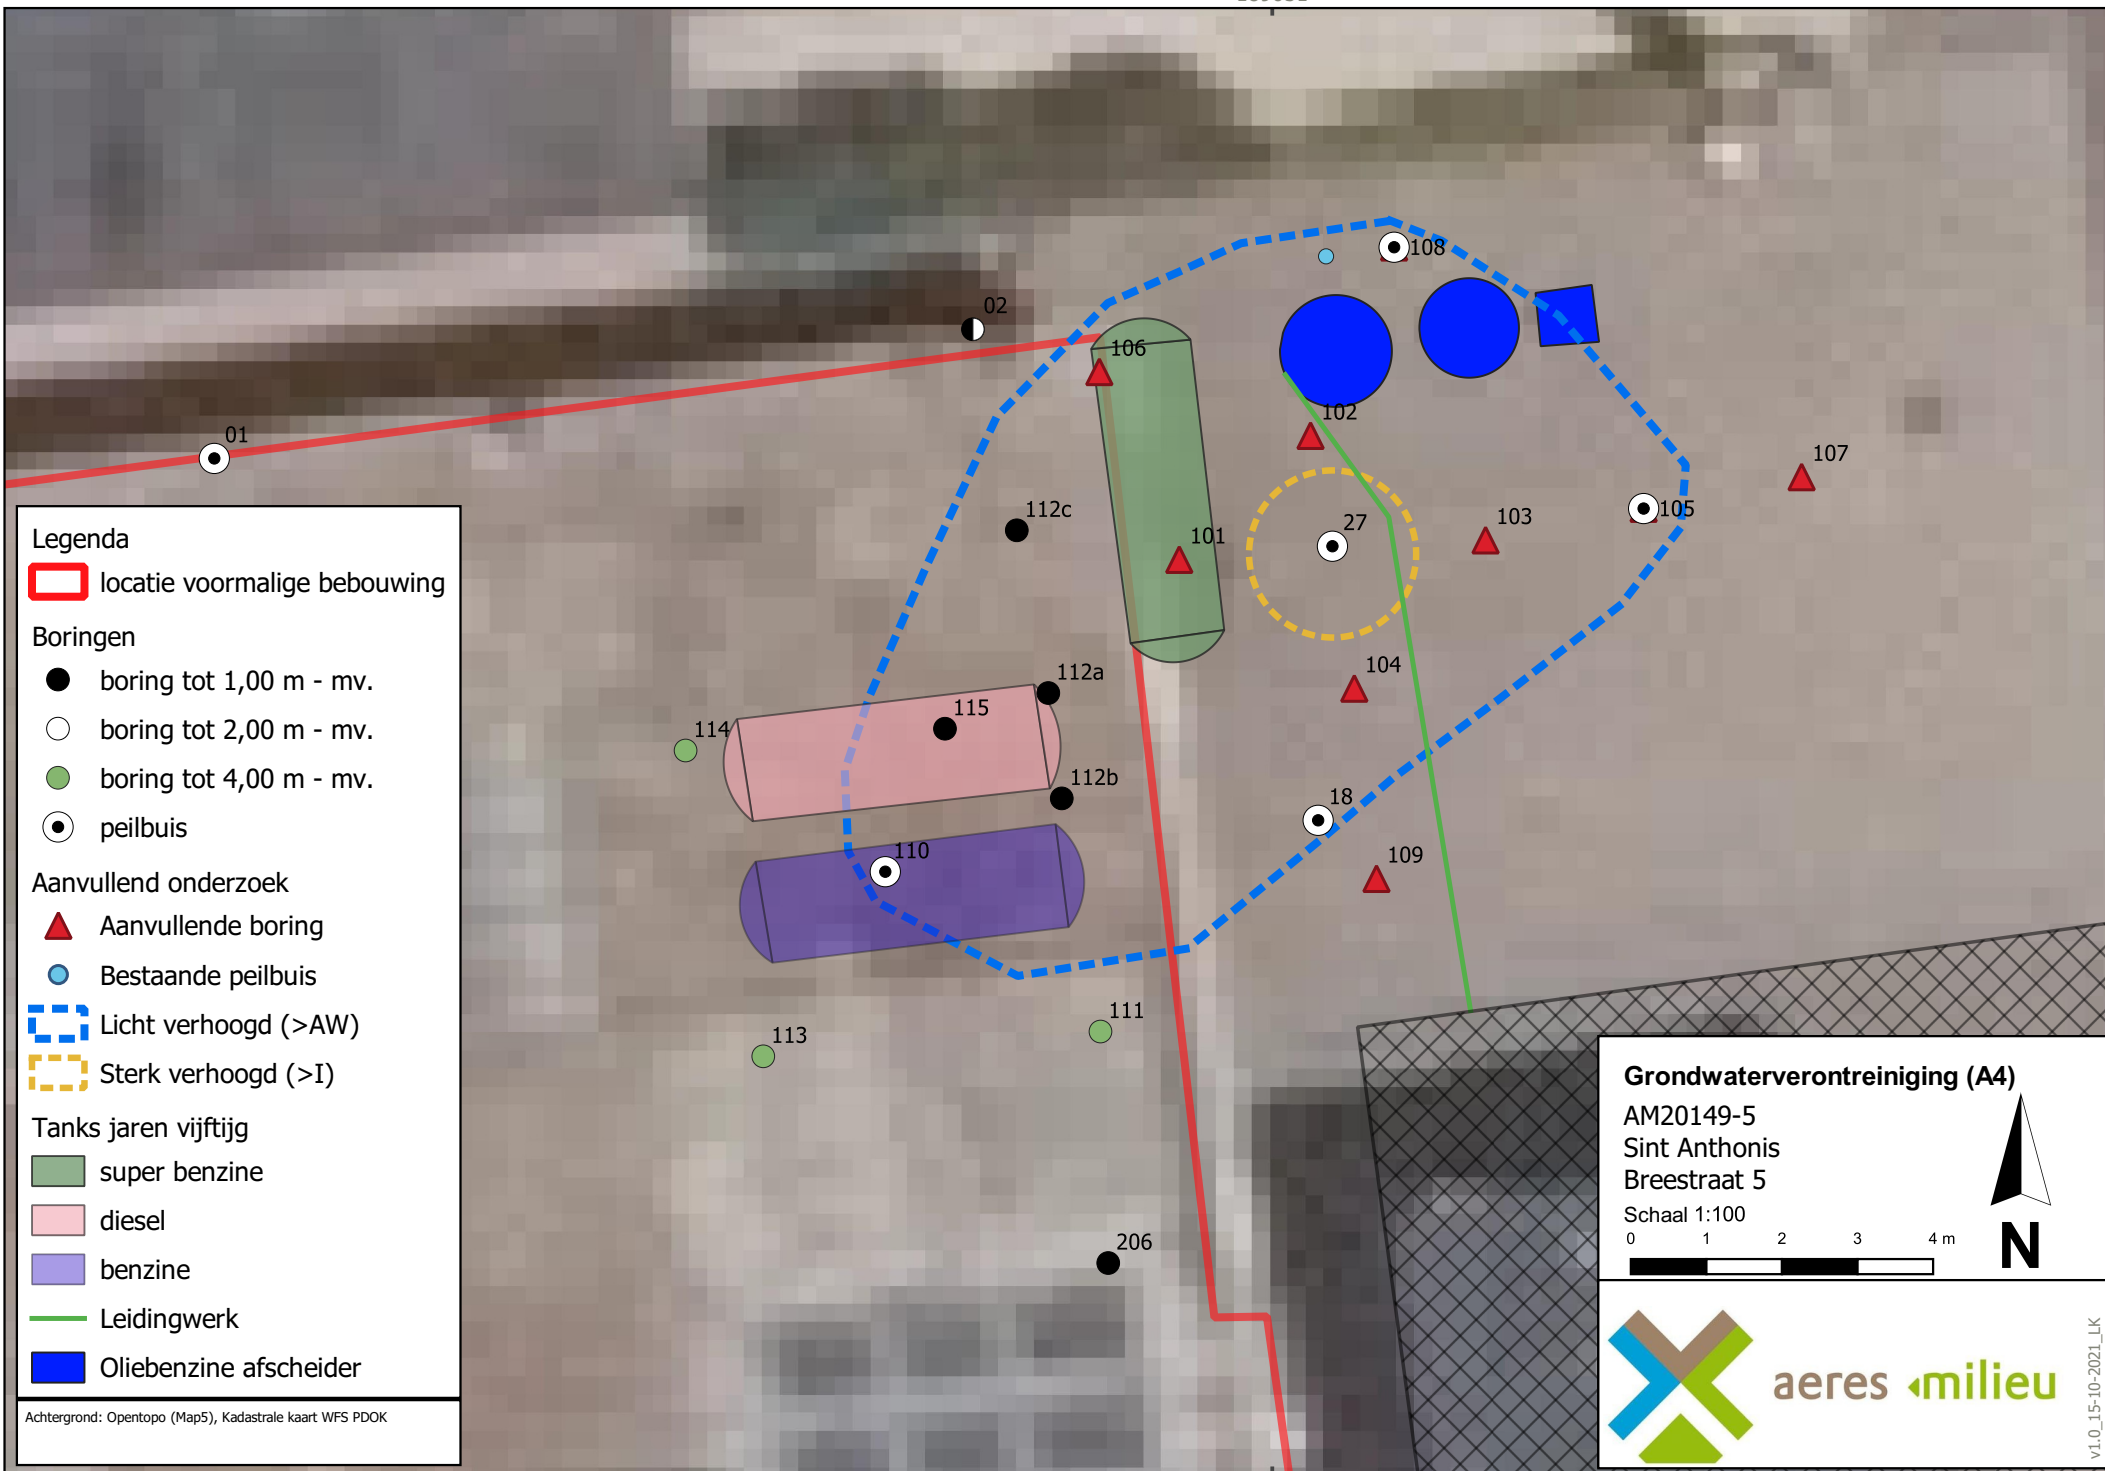 02
108
106
102
01
107
112c
27
103
105
101
112a
104
115
114
112b
18
110
109
111
113
206
Legenda
locatie voormalige bebouwing
Boringen
boring tot 1,00 m - mv.
boring tot 2,00 m - mv.
boring tot 4,00 m - mv.
peilbuis
Aanvullend onderzoek
Aanvullende boring
Bestaande peilbuis
Licht verhoogd (>AW)
Sterk verhoogd (>I)
Tanks jaren vijftijg
super benzine
diesel
benzine
Leidingwerk
Oliebenzine afscheider
Achtergrond: Opentopo (Map5), Kadastrale kaart WFS PDOK
Grondwaterverontreiniging (A4)
AM20149-5
Sint Anthonis
Breestraat 5
Schaal 1:100
0 1 2 3 4 m
N
aeres milieu
v1.0_15-10-2021_LK